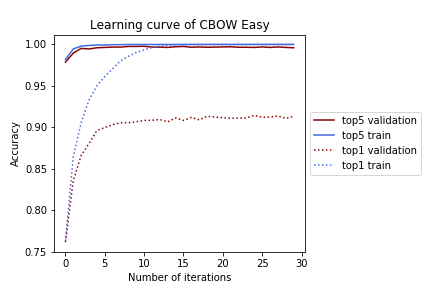 Learning curve of CBOW Easy
1.00
0.95
0.90
0.85
0.80
0.75
Accuracy
0
5
10
15
20
25
30
Number of iterations
top5 validation
top5 train
top1 validation
top1 train